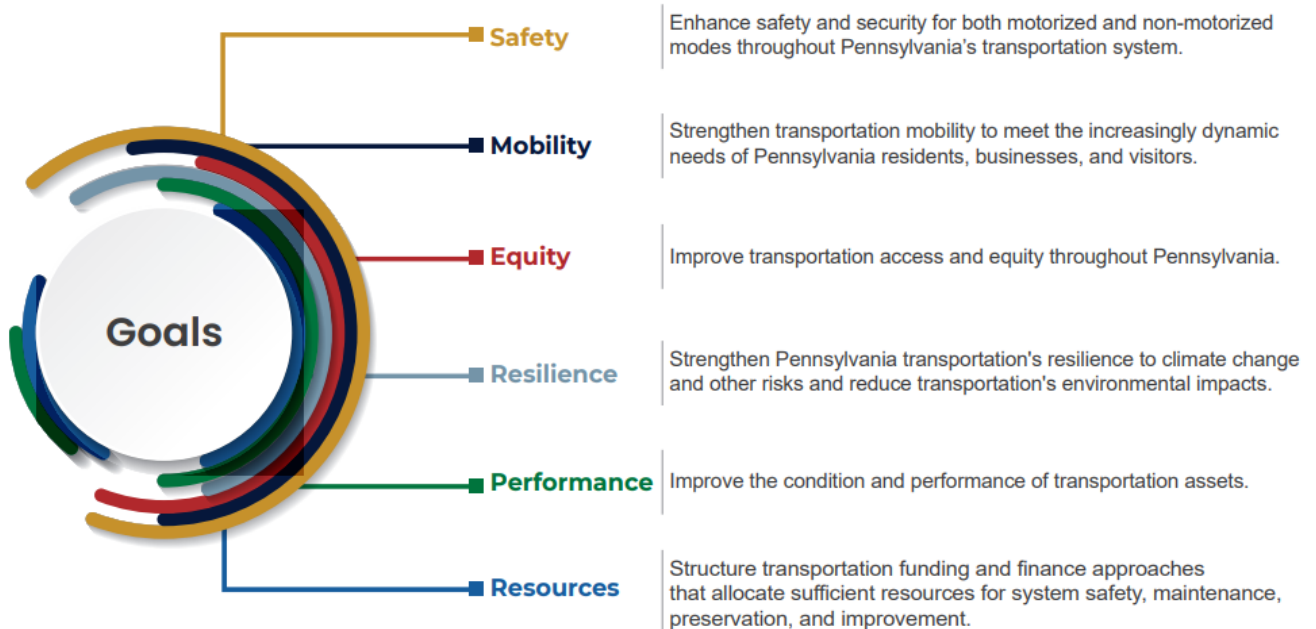 Safety
Enhance safety and security for both motorized and non-motorized
modes throughout Pennsylvania's transportation system.
Mobility
Strengthen transportation mobility to meet the increasingly dynamic
needs of Pennsylvania residents, businesses, and visitors.
Equity
Improve transportation access and equity throughout Pennsylvania.
Goals
Resilience
Strengthen Pennsylvania transportation's resilience to climate change
and other risks and reduce transportation's environmental impacts.
Performance
Improve the condition and performance of transportation assets.
Resources
Structure transportation funding and finance approaches
that allocate sufficient resources for system safety, maintenance,
preservation, and improvement.